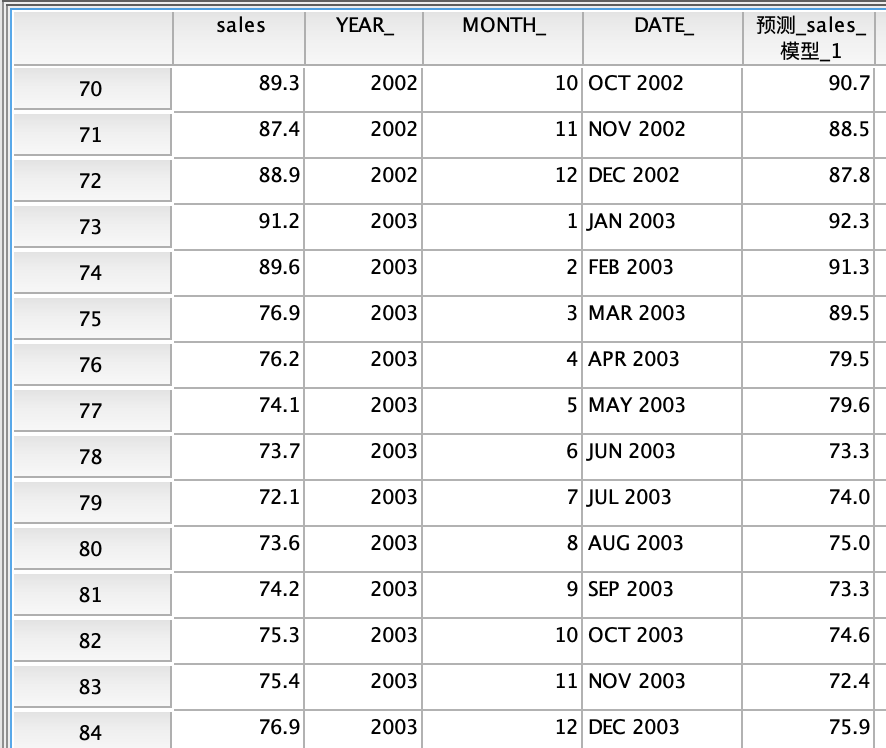 sales YEAR_ MONTH_ DATE_ 预测_sales_
模型_1
70 89.3 2002 10 OCT 2002 90.7
71 87.4 2002 11 NOV 2002 88.5
72 88.9 2002 12 DEC 2002 87.8
73 91.2 2003 1 JAN 2003 92.3
74 89.6 2003 2 FEB 2003 91.3
75 76.9 2003 3 MAR 2003 89.5
76 76.2 2003 4 APR 2003 79.5
77 74.1 2003 5 MAY 2003 79.6
78 73.7 2003 6 JUN 2003 73.3
79 72.1 2003 7 JUL 2003 74.0
80 73.6 2003 8 AUG 2003 75.0
81 74.2 2003 9 SEP 2003 73.3
82 75.3 2003 10 OCT 2003 74.6
83 75.4 2003 11 NOV 2003 72.4
84 76.9 2003 12 DEC 2003 75.9